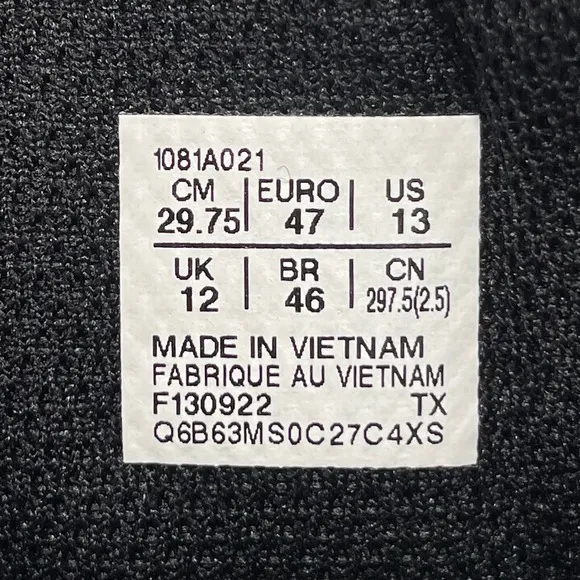 1081A021
CM | EURO | US
29.75 | 47 | 13
UK | BR | CN
12 | 46 | 297.5(2.5)
MADE IN VIETNAM
FABRIQUE AU VIETNAM
F130922 TX
Q6B63MS0C27C4XS